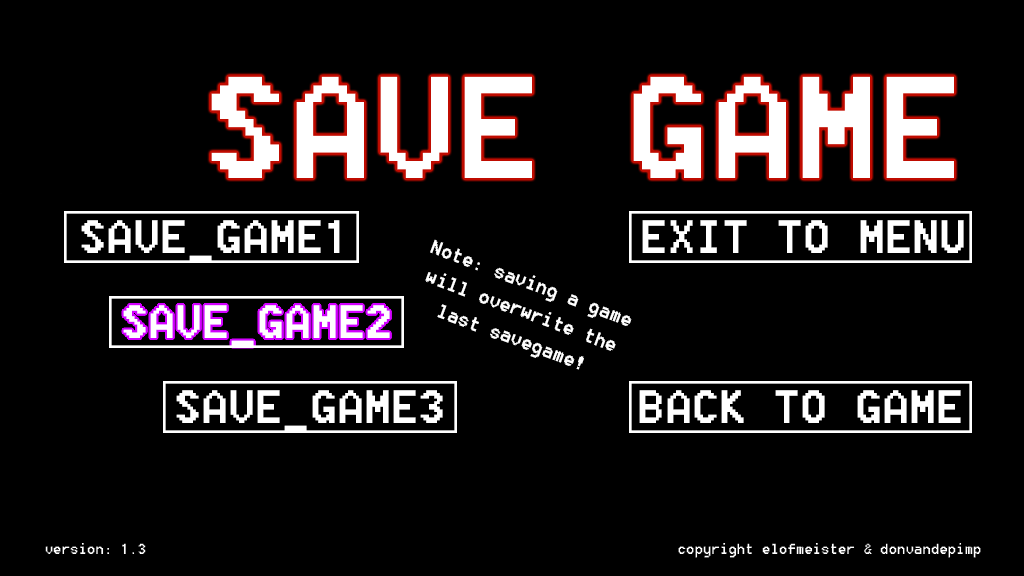 SAVE GAME
SAVE_GAME1
EXIT TO MENU
Note: saving a game
will overwrite the
last savegame!
SAVE_GAME2
SAVE_GAME3
BACK TO GAME
version: 1.3
copyright elofmeister & donvandepimp